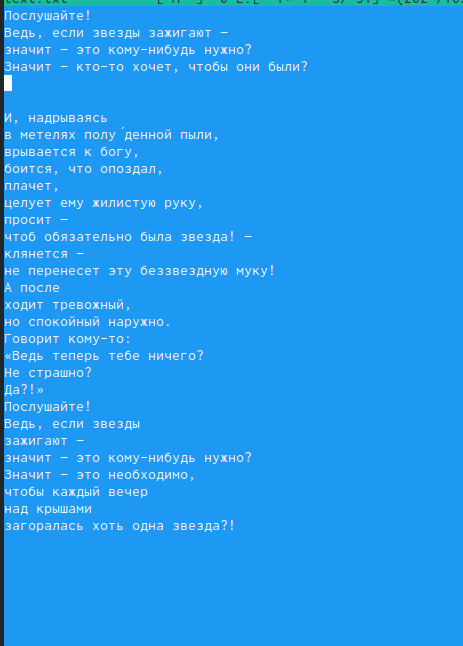 Послушайте!
Ведь, если звезды зажигают –
значит – это кому-нибудь нужно?
Значит – кто-то хочет, чтобы они были?
И, надрываясь
в метелях полу´денной пыли,
врывается к богу,
боится, что опоздал,
плачет,
целует ему жилистую руку,
просит –
чтоб обязательно была звезда! –
клянется –
не перенесет эту беззвездную муку!
А после
ходит тревожный,
но спокойный наружно.
Говорит кому-то:
«Ведь теперь тебе ничего?
Не страшно?
Да?!»
Послушайте!
Ведь, если звезды
зажигают –
значит – это кому-нибудь нужно?
Значит – это необходимо,
чтобы каждый вечер
над крышами
загоралась хоть одна звезда?!